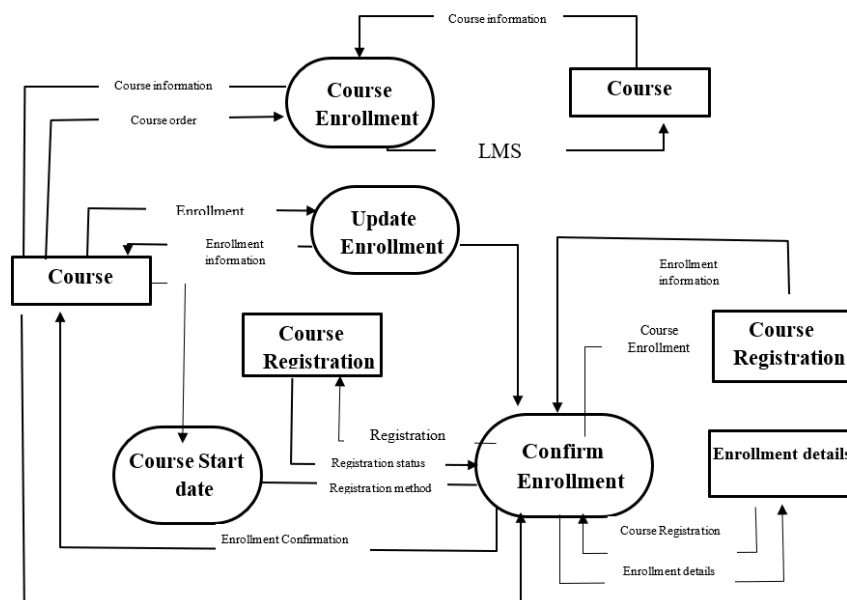 Course information
Course information
Course
Enrollment
Course
Course order
LMS
Enrollment
Update
Enrollment
Enrollment
information
Course
Enrollment
information
Course
Registration
Course
Enrollment
Course
Registration
Registration
Confirm
Enrollment
Enrollment details
Course Start
date
Registration status
Registration method
Course Registration
Enrollment Confirmation
Enrollment details